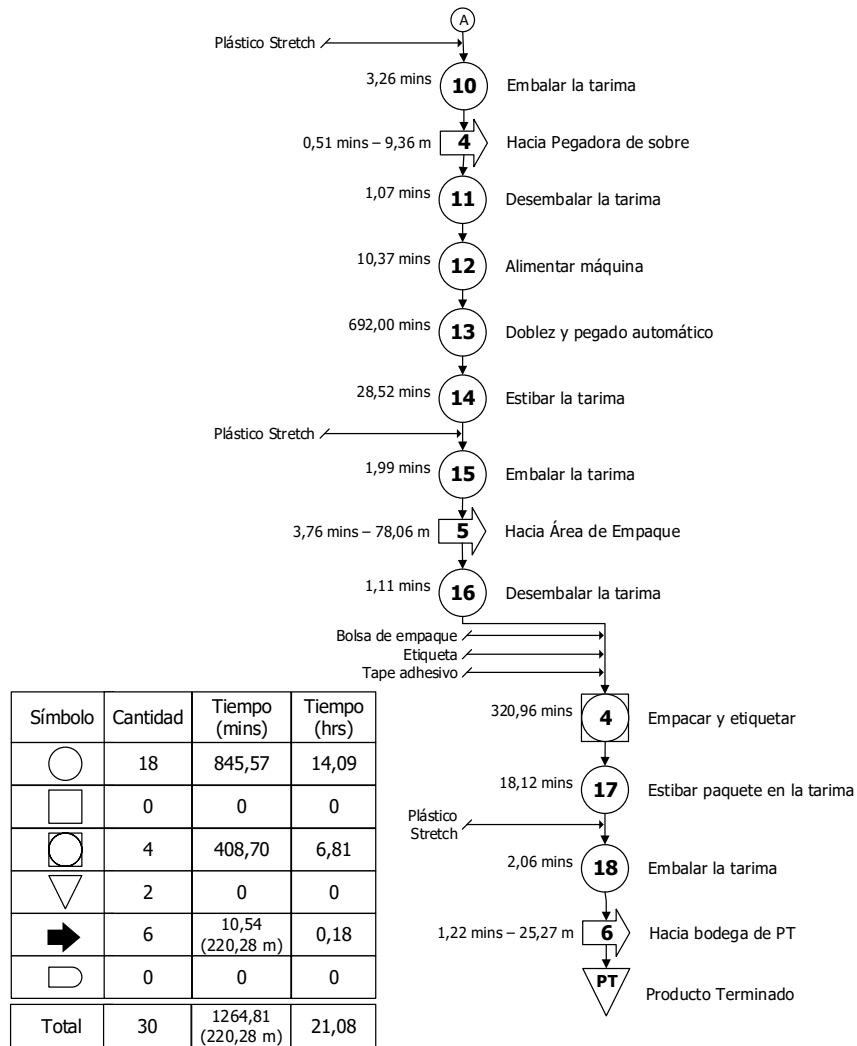 A
Plástico Stretch
3,26 mins 10 Embalar la tarima
0,51 mins – 9,36 m 4 Hacia Pegadora de sobre
1,07 mins 11 Desembalar la tarima
10,37 mins 12 Alimentar máquina
692,00 mins 13 Doblez y pegado automático
28,52 mins 14 Estibar la tarima
Plástico Stretch
1,99 mins 15 Embalar la tarima
3,76 mins – 78,06 m 5 Hacia Área de Empaque
1,11 mins 16 Desembalar la tarima
Bolsa de empaque
Etiqueta
Tape adhesivo
320,96 mins 4 Empacar y etiquetar
18,12 mins 17 Estibar paquete en la tarima
Plástico
Stretch
2,06 mins 18 Embalar la tarima
1,22 mins – 25,27 m 6 Hacia bodega de PT
PT Producto Terminado
Símbolo Cantidad Tiempo (mins) Tiempo (hrs)
18 845,57 14,09
0 0 0
4 408,70 6,81
2 0 0
6 10,54 (220,28 m) 0,18
0 0 0
Total 30 1264,81 (220,28 m) 21,08